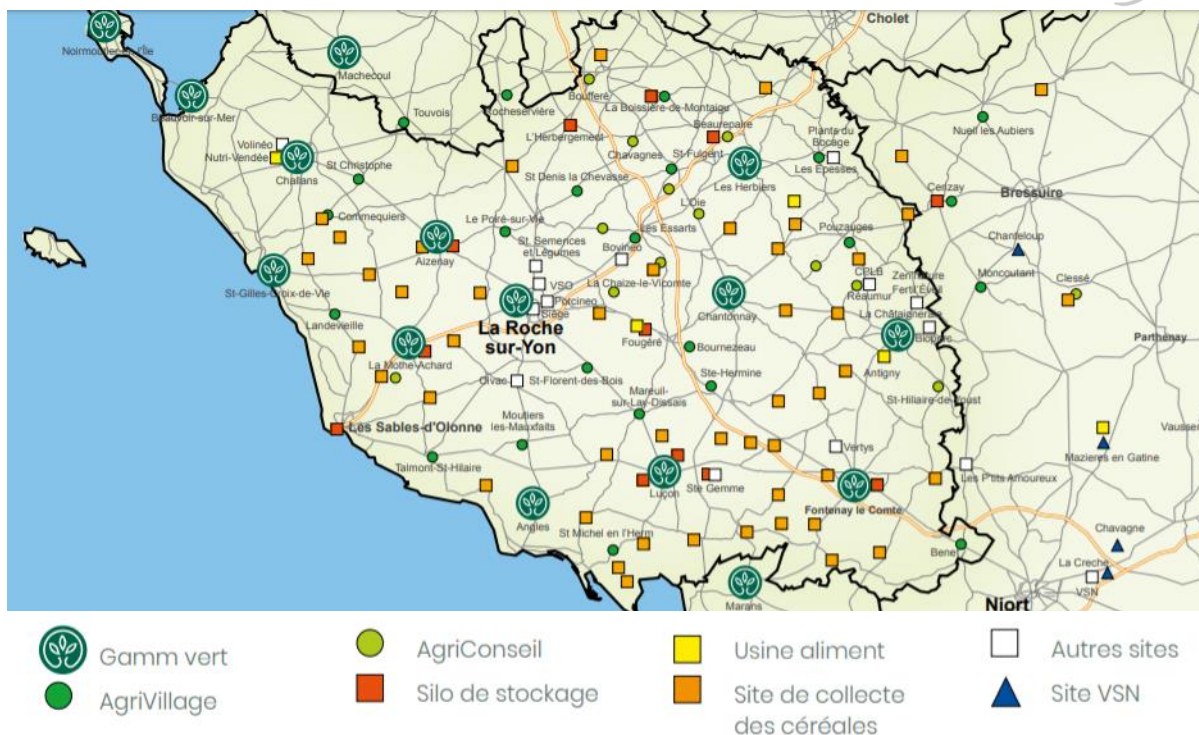 Cholet
Noirmoutier-en-l'Île
Machecoul
Boufféré
La Boissière-de-Montaigu
Rocheservière
Beauvoir-sur-Mer
Touvois
L'Herbergement
Beaurepaire
Nueil les Aubiers
Volinéo
Nutri-Vendée
Challans
St Christophe
Chavagnes
St-Fulgent
Plants du
Bocage
Les Epesses
St Denis la Chevasse
Les Herbiers
Cerizay
Bressuire
Commequiers
Le Poiré-sur-Vie
L'Oie
Les Essarts
Pouzauges
Chanteloup
St. Semences
et Légumes
Bovineo
Aizenay
St-Gilles-Croix-de-Vie
VSO
Porcineo
Siège
La Chaize-le-Vicomte
CPLB
Réaumur
Zernature
Ferti Eveil
Moncoutant
Clessé
Chantonnay
La Châtaigneraie
Bioparc
Landevieille
La Roche
sur-Yon
Fougéré
Bournezeau
Parthenay
La Mothe-Achard
Antigny
Olvac
St-Florent-des-Bois
Ste-Hermine
St-Hiliaire-de-Voust
Mareuil-
sur-Lay-Dissais
Les Sables-d'Olonne
Moutiers
les-Mauxfaits
Vertys
Vausse
Mazieres en Gatine
Talmont-St-Hilaire
Luçon
Ste Gemme
Les P'tits Amoureux
Angles
Fontenay le Comte
St Michel en l'Herm
Benet
Chavagne
La Creche
VSN
Marans
Niort
Gamm vert
AgriConseil
Usine aliment
Autres sites
AgriVillage
Silo de stockage
Site de collecte
des céréales
Site VSN